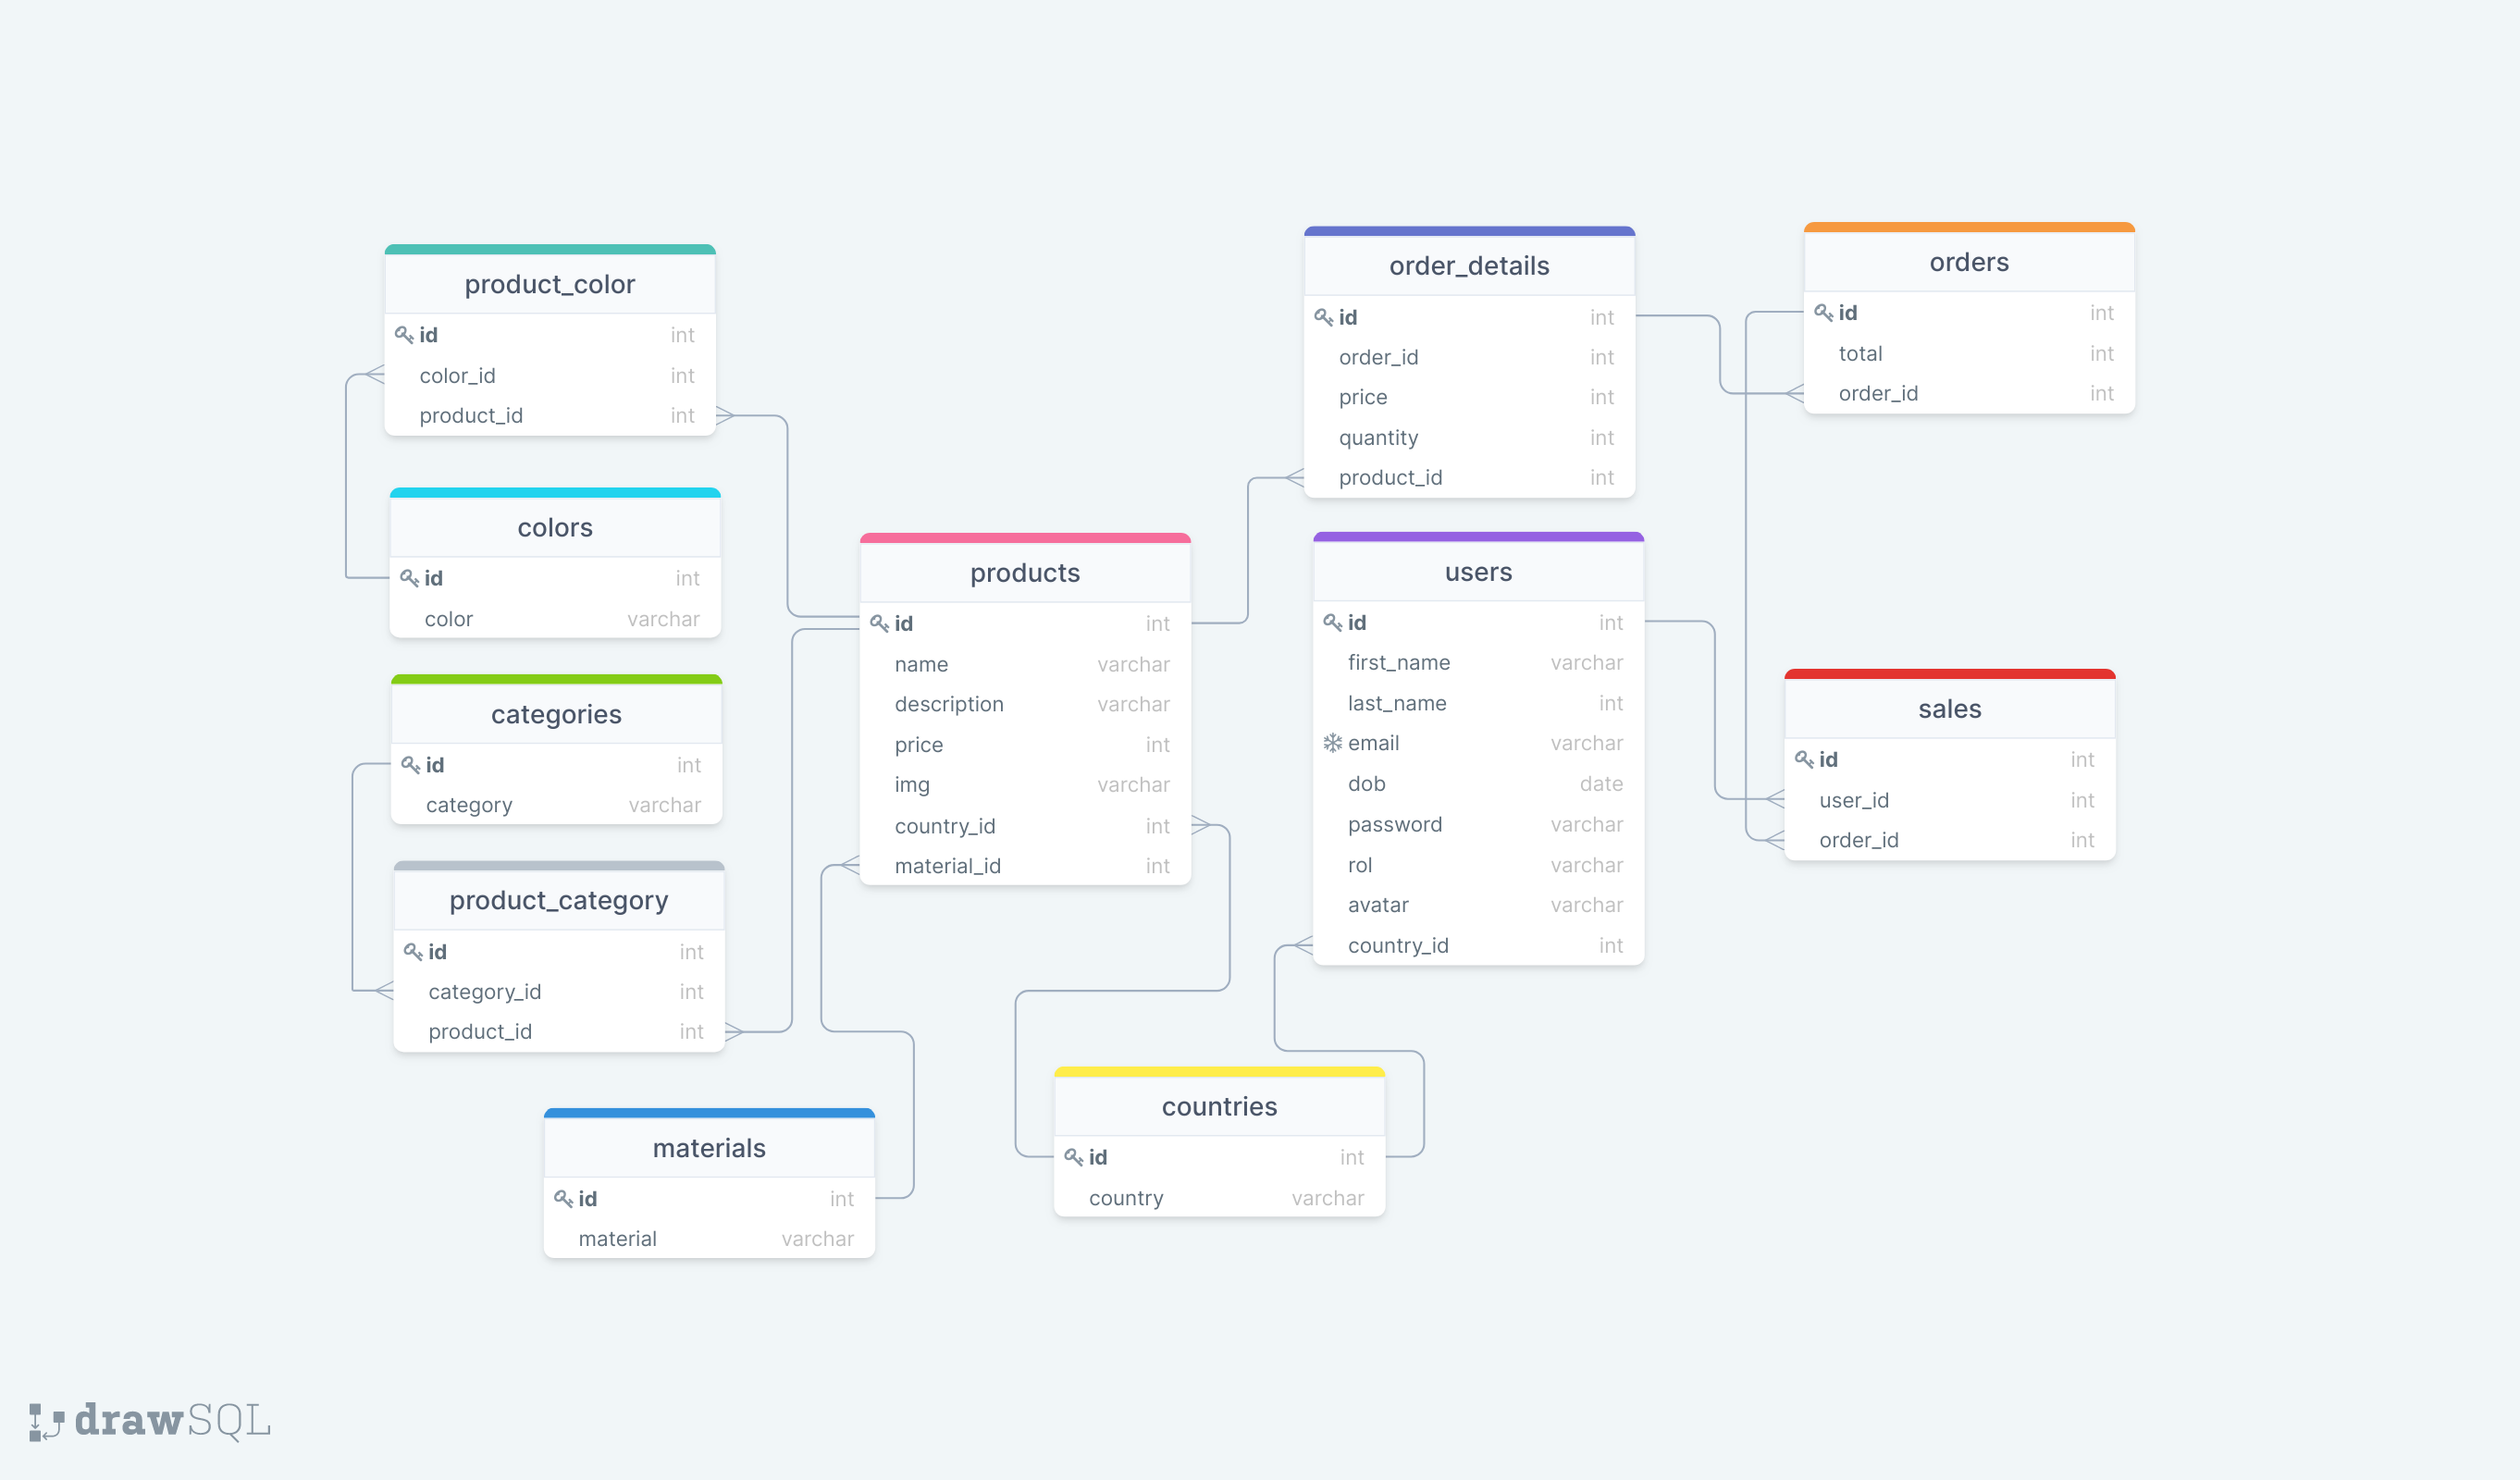 product_color
id int
color_id int
product_id int
colors
id int
color varchar
categories
id int
category varchar
product_category
id int
category_id int
product_id int
materials
id int
material varchar
products
id int
name varchar
description varchar
price int
img varchar
country_id int
material_id int
countries
id int
country varchar
order_details
id int
order_id int
price int
quantity int
product_id int
users
id int
first_name varchar
last_name int
email varchar
dob date
password varchar
rol varchar
avatar varchar
country_id int
orders
id int
total int
order_id int
sales
id int
user_id int
order_id int
drawSQL